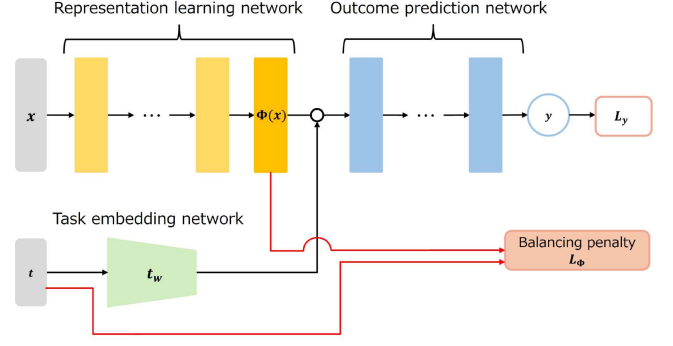 Representation learning network
Outcome prediction network
x
...
Φ(x)
...
y
L_y
Task embedding network
t
t_w
Balancing penalty
L_Φ